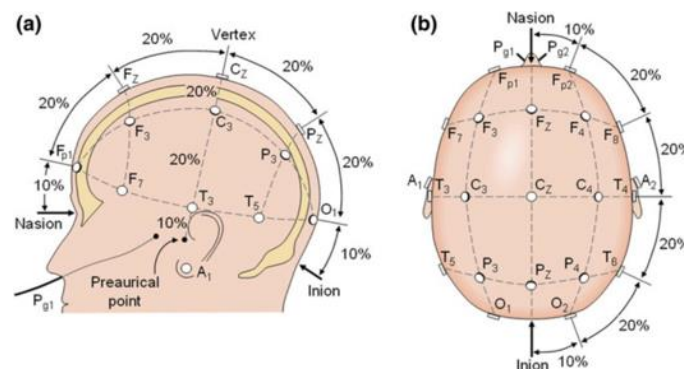 (a)
20%
Vertex
20%
Fz
Cz
20%
20%
F3
C3
Pz
Fp1
20%
P3
20%
10%
F7
T3
T5
O1
Nasion
10%
10%
Preaurical
point
A1
Inion
Pg1
(b)
Nasion
10%
Pg1
Pg2
20%
Fp1
Fp2
F7
F3
Fz
F4
F8
20%
A1
T3
C3
Cz
C4
T4
A2
T5
P3
Pz
P4
T6
20%
O1
O2
20%
Inion
10%